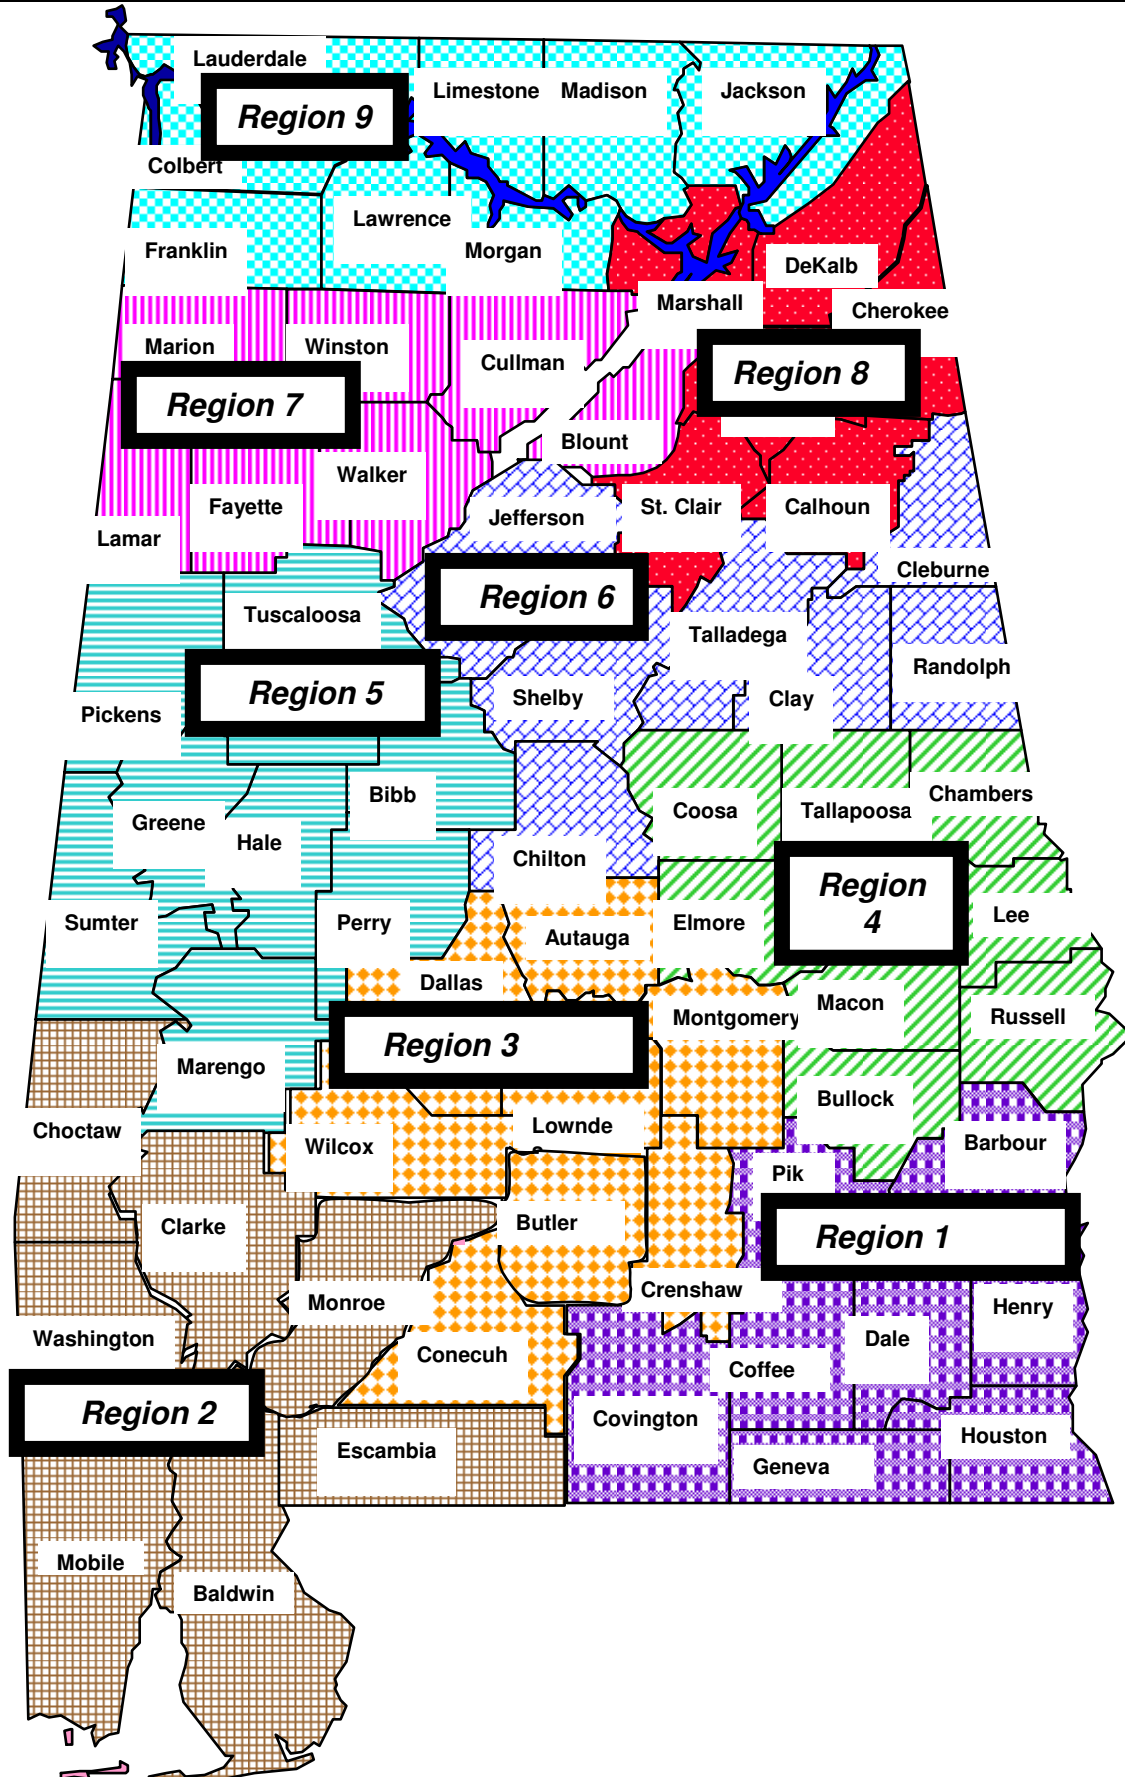 Lauderdale
Limestone
Madison
Jackson
Region 9
Colbert
Lawrence
Franklin
Morgan
DeKalb
Marshall
Cherokee
Marion
Winston
Cullman
Region 8
Region 7
Blount
Walker
Fayette
St. Clair
Calhoun
Jefferson
Lamar
Cleburne
Region 6
Tuscaloosa
Talladega
Randolph
Region 5
Shelby
Clay
Pickens
Bibb
Chambers
Coosa
Tallapoosa
Greene
Hale
Chilton
Region
4
Sumter
Perry
Autauga
Elmore
Lee
Dallas
Macon
Montgomery
Russell
Region 3
Marengo
Bullock
Choctaw
Lownde
Wilcox
Barbour
Pik
Clarke
Butler
Region 1
Crenshaw
Monroe
Henry
Washington
Dale
Conecuh
Coffee
Region 2
Covington
Houston
Escambia
Geneva
Mobile
Baldwin